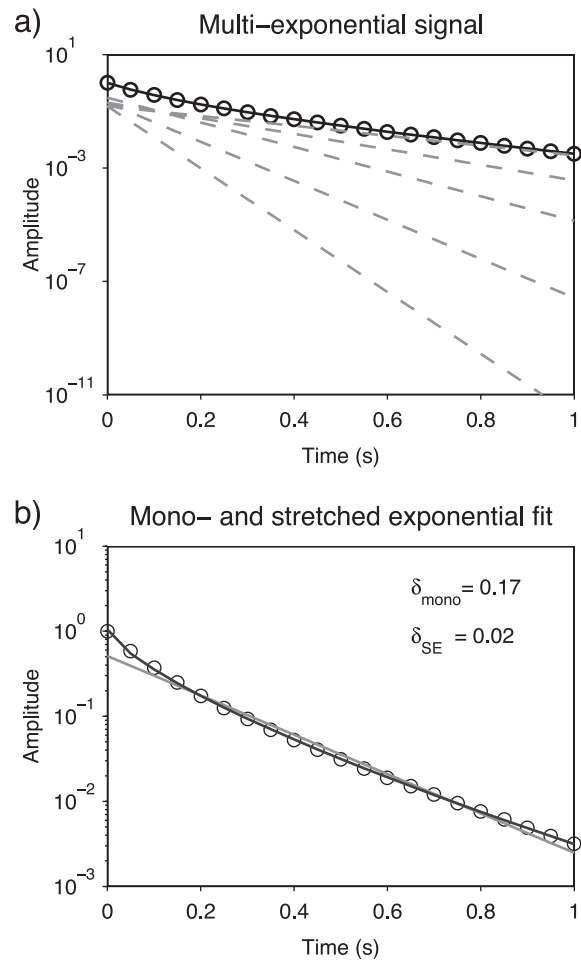 a)
Multi–exponential signal
10^1
10^−3
10^−7
10^−11
Amplitude
0 0.2 0.4 0.6 0.8 1
Time (s)
b)
Mono– and stretched exponential fit
10^1
10^0
10^−1
10^−2
10^−3
Amplitude
δ_mono = 0.17
δ_SE = 0.02
0 0.2 0.4 0.6 0.8 1
Time (s)